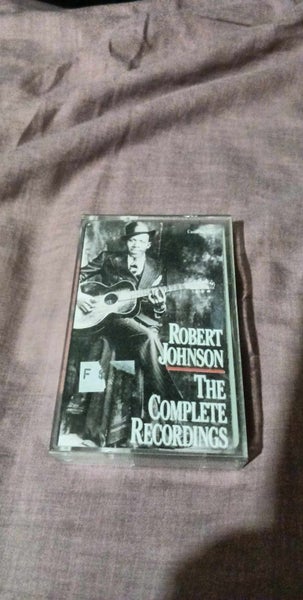 ROBERT
JOHNSON
THE
COMPLETE
RECORDINGS
F